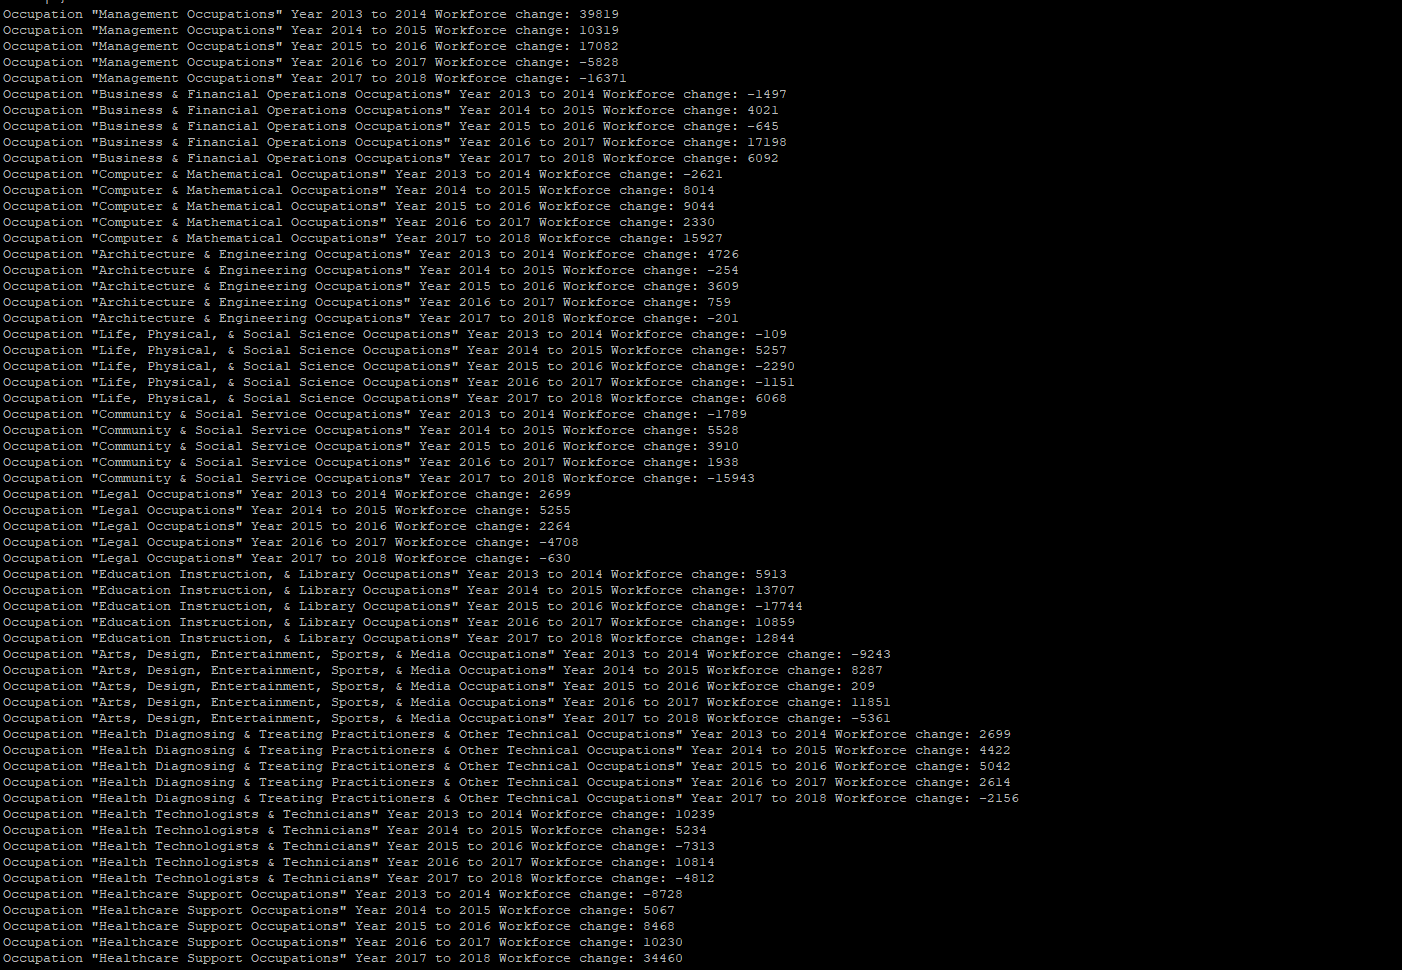 Occupation "Management Occupations" Year 2013 to 2014 Workforce change: 39819
Occupation "Management Occupations" Year 2014 to 2015 Workforce change: 10319
Occupation "Management Occupations" Year 2015 to 2016 Workforce change: 17082
Occupation "Management Occupations" Year 2016 to 2017 Workforce change: -5828
Occupation "Management Occupations" Year 2017 to 2018 Workforce change: -16371
Occupation "Business & Financial Operations Occupations" Year 2013 to 2014 Workforce change: -1497
Occupation "Business & Financial Operations Occupations" Year 2014 to 2015 Workforce change: 4021
Occupation "Business & Financial Operations Occupations" Year 2015 to 2016 Workforce change: -645
Occupation "Business & Financial Operations Occupations" Year 2016 to 2017 Workforce change: 17198
Occupation "Business & Financial Operations Occupations" Year 2017 to 2018 Workforce change: 6092
Occupation "Computer & Mathematical Occupations" Year 2013 to 2014 Workforce change: -2621
Occupation "Computer & Mathematical Occupations" Year 2014 to 2015 Workforce change: 8014
Occupation "Computer & Mathematical Occupations" Year 2015 to 2016 Workforce change: 9044
Occupation "Computer & Mathematical Occupations" Year 2016 to 2017 Workforce change: 2330
Occupation "Computer & Mathematical Occupations" Year 2017 to 2018 Workforce change: 15927
Occupation "Architecture & Engineering Occupations" Year 2013 to 2014 Workforce change: 4726
Occupation "Architecture & Engineering Occupations" Year 2014 to 2015 Workforce change: -254
Occupation "Architecture & Engineering Occupations" Year 2015 to 2016 Workforce change: 3609
Occupation "Architecture & Engineering Occupations" Year 2016 to 2017 Workforce change: 759
Occupation "Architecture & Engineering Occupations" Year 2017 to 2018 Workforce change: -201
Occupation "Life, Physical, & Social Science Occupations" Year 2013 to 2014 Workforce change: -109
Occupation "Life, Physical, & Social Science Occupations" Year 2014 to 2015 Workforce change: 5257
Occupation "Life, Physical, & Social Science Occupations" Year 2015 to 2016 Workforce change: -2290
Occupation "Life, Physical, & Social Science Occupations" Year 2016 to 2017 Workforce change: -1151
Occupation "Life, Physical, & Social Science Occupations" Year 2017 to 2018 Workforce change: 6068
Occupation "Community & Social Service Occupations" Year 2013 to 2014 Workforce change: -1789
Occupation "Community & Social Service Occupations" Year 2014 to 2015 Workforce change: 5528
Occupation "Community & Social Service Occupations" Year 2015 to 2016 Workforce change: 3910
Occupation "Community & Social Service Occupations" Year 2016 to 2017 Workforce change: 1938
Occupation "Community & Social Service Occupations" Year 2017 to 2018 Workforce change: -15943
Occupation "Legal Occupations" Year 2013 to 2014 Workforce change: 2699
Occupation "Legal Occupations" Year 2014 to 2015 Workforce change: 5255
Occupation "Legal Occupations" Year 2015 to 2016 Workforce change: 2264
Occupation "Legal Occupations" Year 2016 to 2017 Workforce change: -4708
Occupation "Legal Occupations" Year 2017 to 2018 Workforce change: -630
Occupation "Education Instruction, & Library Occupations" Year 2013 to 2014 Workforce change: 5913
Occupation "Education Instruction, & Library Occupations" Year 2014 to 2015 Workforce change: 13707
Occupation "Education Instruction, & Library Occupations" Year 2015 to 2016 Workforce change: -17744
Occupation "Education Instruction, & Library Occupations" Year 2016 to 2017 Workforce change: 10859
Occupation "Education Instruction, & Library Occupations" Year 2017 to 2018 Workforce change: 12844
Occupation "Arts, Design, Entertainment, Sports, & Media Occupations" Year 2013 to 2014 Workforce change: -9243
Occupation "Arts, Design, Entertainment, Sports, & Media Occupations" Year 2014 to 2015 Workforce change: 8287
Occupation "Arts, Design, Entertainment, Sports, & Media Occupations" Year 2015 to 2016 Workforce change: 209
Occupation "Arts, Design, Entertainment, Sports, & Media Occupations" Year 2016 to 2017 Workforce change: 11851
Occupation "Arts, Design, Entertainment, Sports, & Media Occupations" Year 2017 to 2018 Workforce change: -5361
Occupation "Health Diagnosing & Treating Practitioners & Other Technical Occupations" Year 2013 to 2014 Workforce change: 2699
Occupation "Health Diagnosing & Treating Practitioners & Other Technical Occupations" Year 2014 to 2015 Workforce change: 4422
Occupation "Health Diagnosing & Treating Practitioners & Other Technical Occupations" Year 2015 to 2016 Workforce change: 5042
Occupation "Health Diagnosing & Treating Practitioners & Other Technical Occupations" Year 2016 to 2017 Workforce change: 2614
Occupation "Health Diagnosing & Treating Practitioners & Other Technical Occupations" Year 2017 to 2018 Workforce change: -2156
Occupation "Health Technologists & Technicians" Year 2013 to 2014 Workforce change: 10239
Occupation "Health Technologists & Technicians" Year 2014 to 2015 Workforce change: 5234
Occupation "Health Technologists & Technicians" Year 2015 to 2016 Workforce change: -7313
Occupation "Health Technologists & Technicians" Year 2016 to 2017 Workforce change: 10814
Occupation "Health Technologists & Technicians" Year 2017 to 2018 Workforce change: -4812
Occupation "Healthcare Support Occupations" Year 2013 to 2014 Workforce change: -8728
Occupation "Healthcare Support Occupations" Year 2014 to 2015 Workforce change: 5067
Occupation "Healthcare Support Occupations" Year 2015 to 2016 Workforce change: 8468
Occupation "Healthcare Support Occupations" Year 2016 to 2017 Workforce change: 10230
Occupation "Healthcare Support Occupations" Year 2017 to 2018 Workforce change: 34460